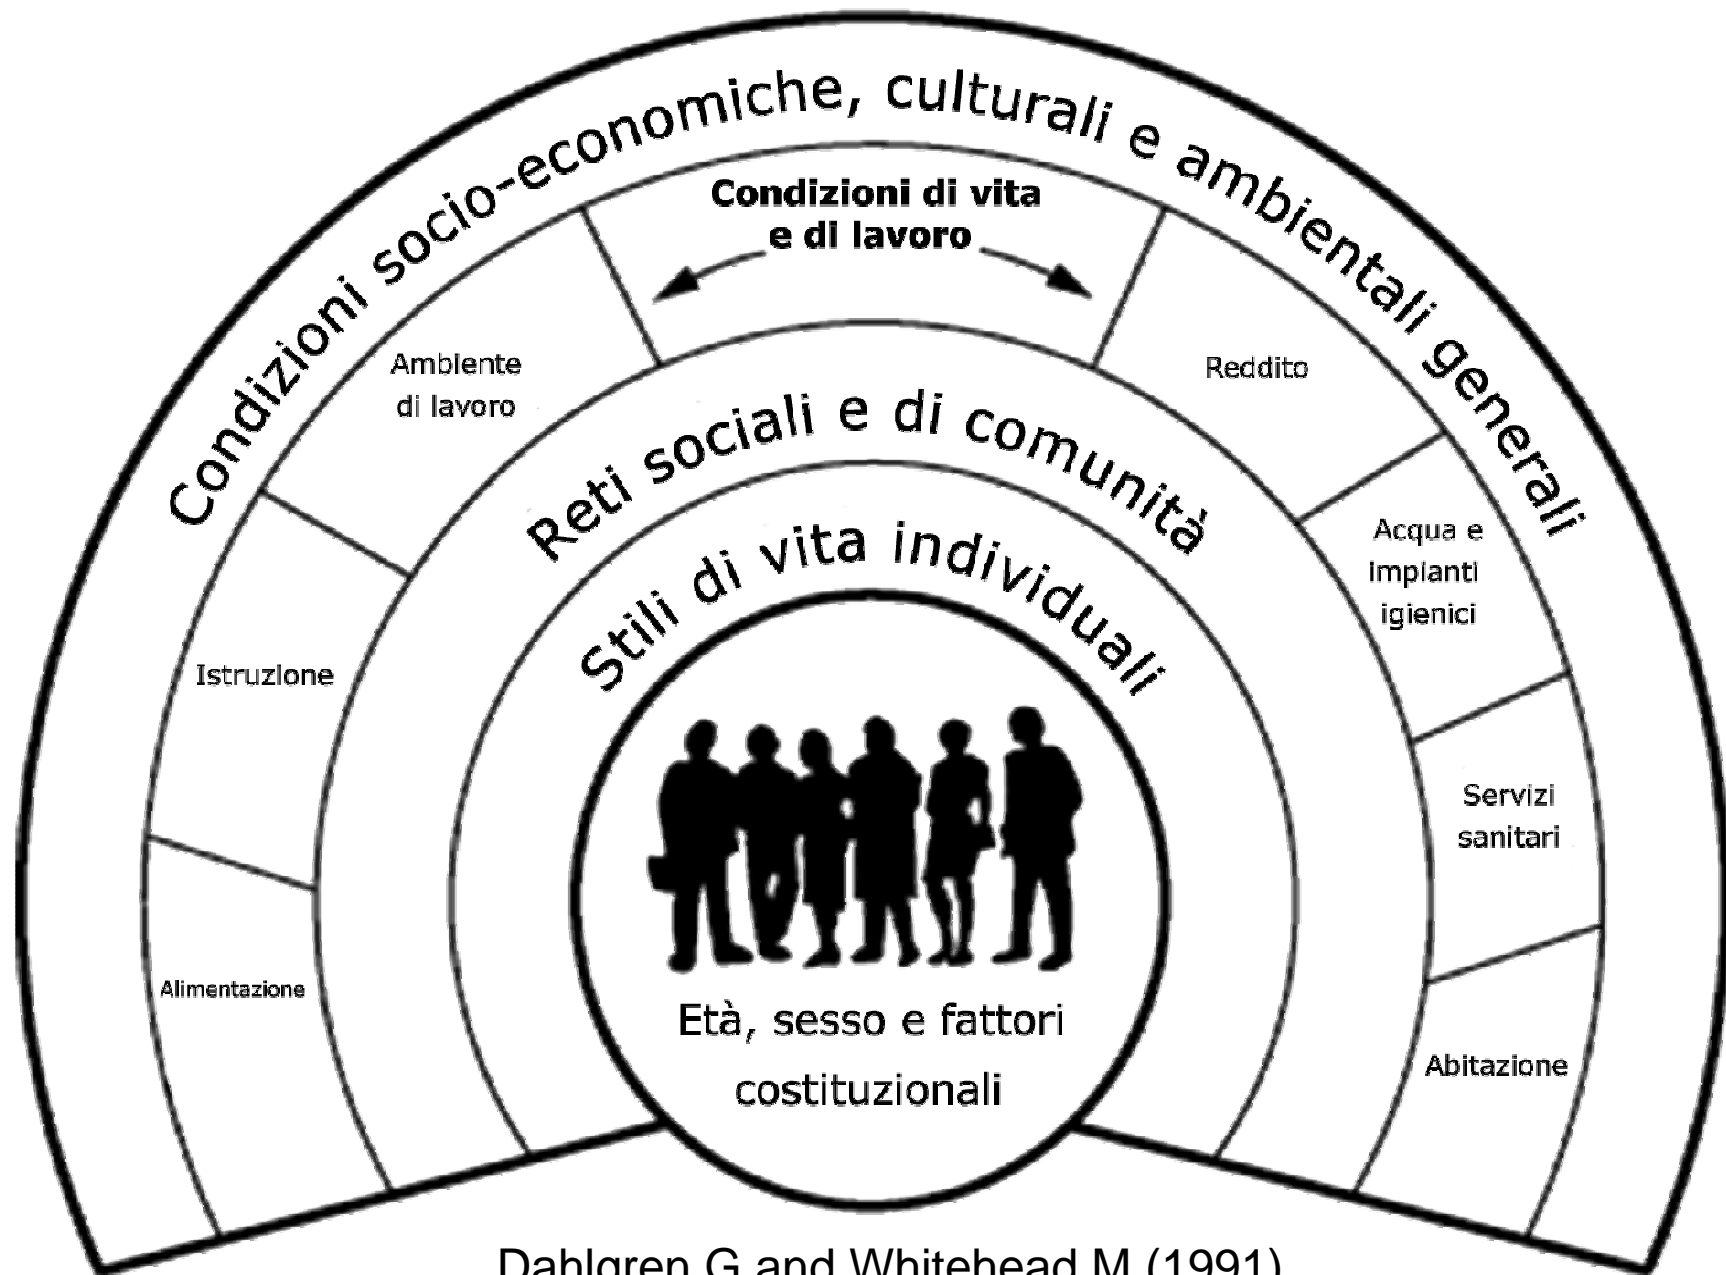 Condizioni socio-economiche, culturali e ambientali generali
Condizioni di vita
e di lavoro
Ambiente
di lavoro
Reddito
Reti sociali e di comunità
Acqua e
impianti
igienici
Stili di vita individuali
Istruzione
Servizi
sanitari
Alimentazione
Età, sesso e fattori
costituzionali
Abitazione
Dahlgren G and Whitehead M (1991)